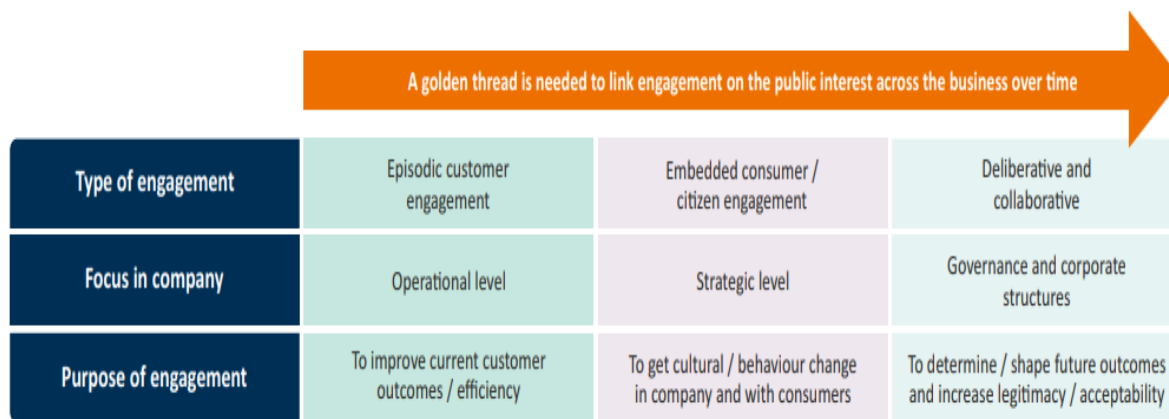 A golden thread is needed to link engagement on the public interest across the business over time
Type of engagement
Episodic customer
engagement
Embedded consumer /
citizen engagement
Deliberative and
collaborative
Focus in company
Operational level
Strategic level
Governance and corporate
structures
Purpose of engagement
To improve current customer
outcomes / efficiency
To get cultural / behaviour change
in company and with consumers
To determine / shape future outcomes
and increase legitimacy / acceptability